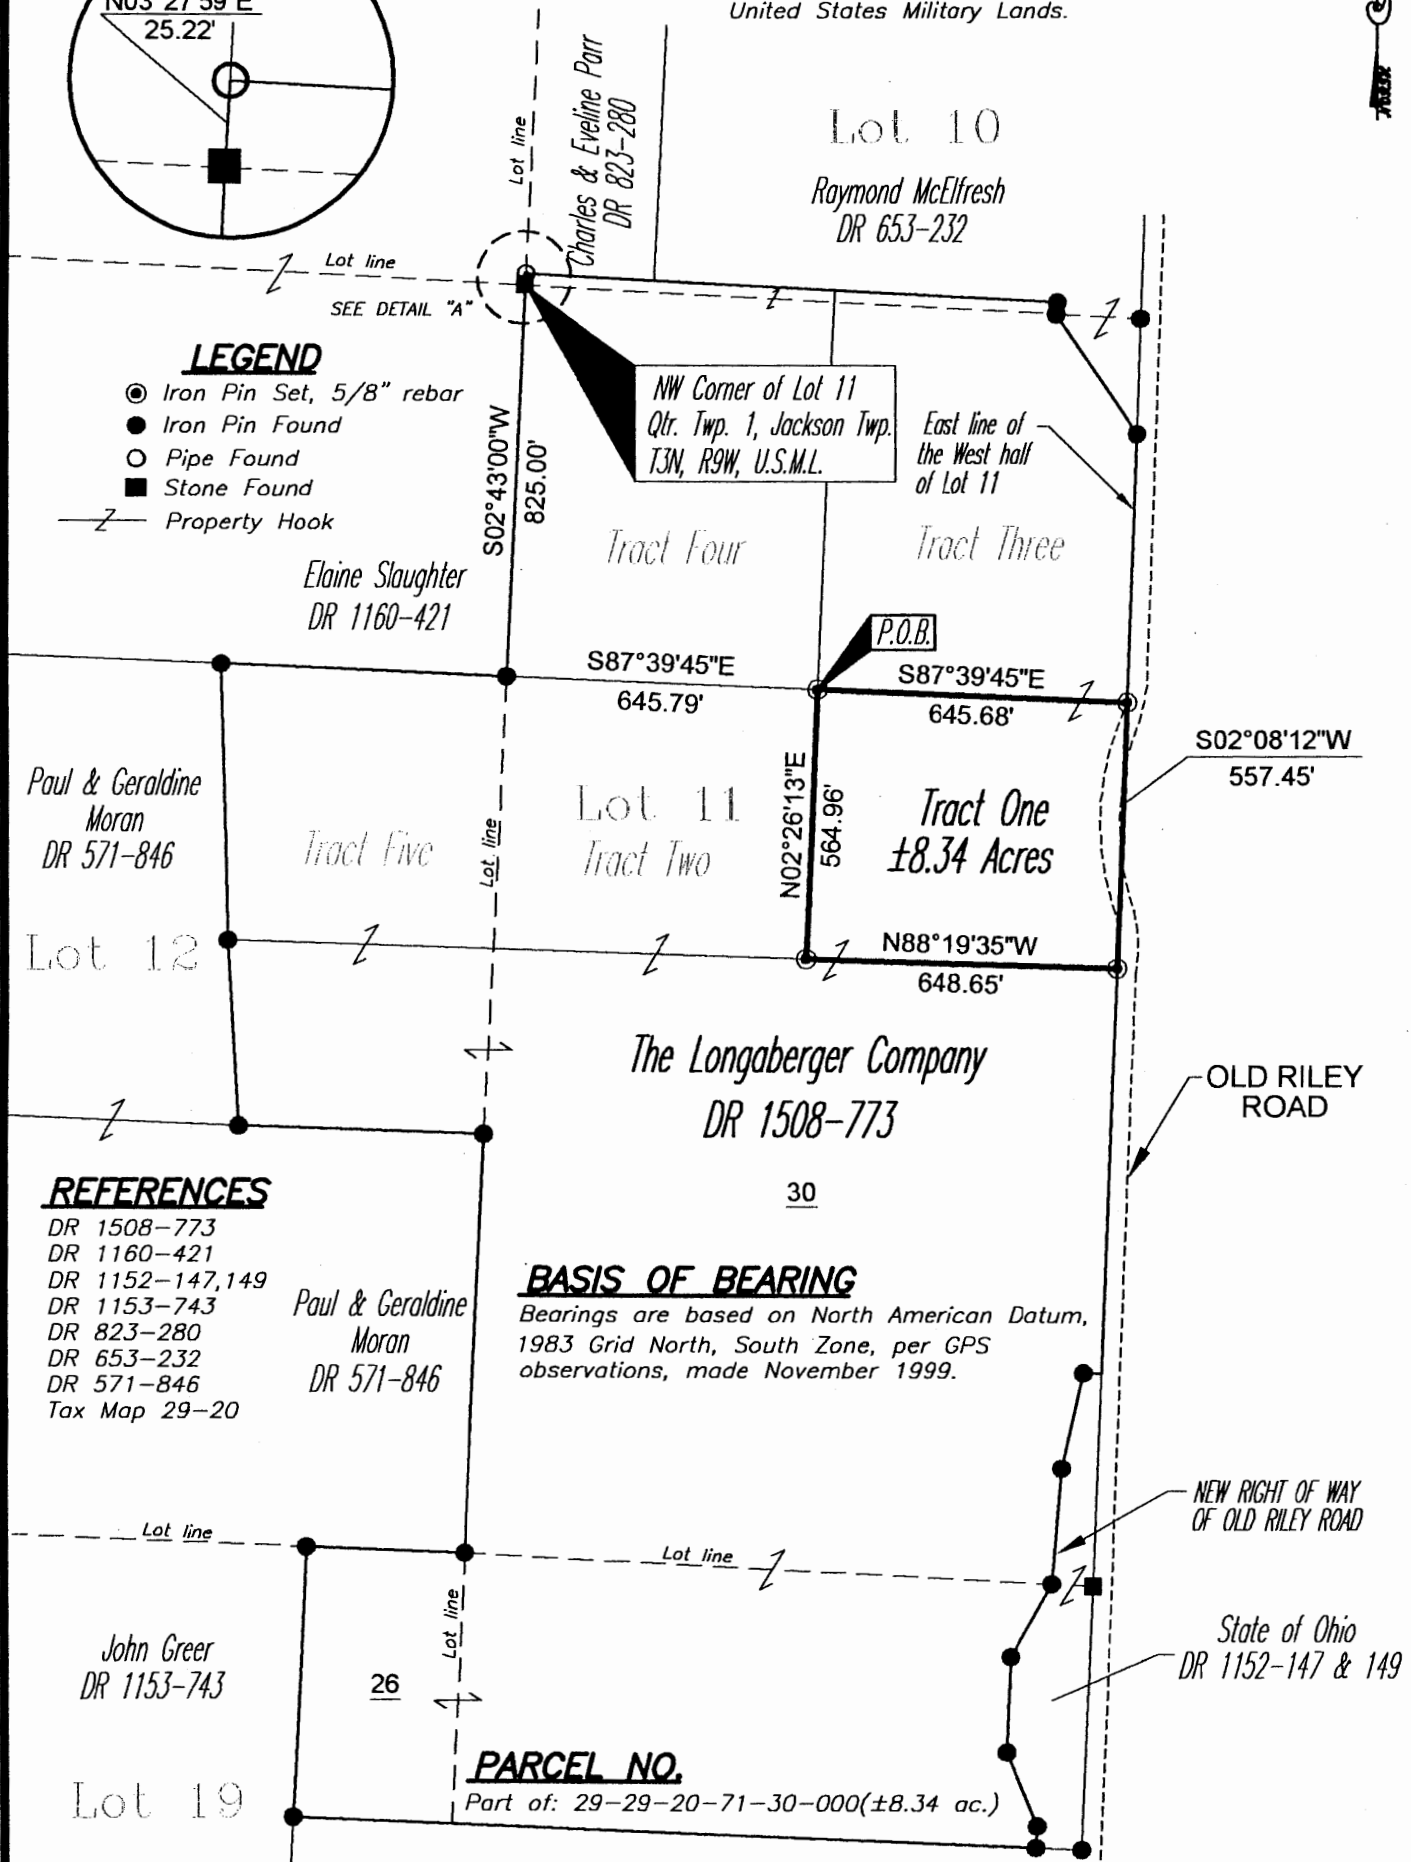 N03°27'59"E
25.22'
United States Military Lands.
Charles & Eveline Parr
DR 823-280
Lot line
Lot 10
Raymond McElfresh
DR 653-232
Lot line
SEE DETAIL "A"
LEGEND
Iron Pin Set, 5/8" rebar
Iron Pin Found
Pipe Found
Stone Found
Property Hook
NW Corner of Lot 11
Qtr. Twp. 1, Jackson Twp.
T3N, R9W, U.S.M.L.
East line of
the West half
of Lot 11
S02°43'00"W
825.00'
Tract Four
Tract Three
Elaine Slaughter
DR 1160-421
P.O.B.
S87°39'45"E
645.79'
S87°39'45"E
645.68'
S02°08'12"W
557.45'
Paul & Geraldine
Moran
DR 571-846
Tract Five
Lot line
Lot 11
Tract Two
N02°26'13"E
564.96'
Tract One
±8.34 Acres
Lot 12
N88°19'35"W
648.65'
The Longaberger Company
DR 1508-773
OLD RILEY
ROAD
30
REFERENCES
DR 1508-773
DR 1160-421
DR 1152-147,149
DR 1153-743
DR 823-280
DR 653-232
DR 571-846
Tax Map 29-20
Paul & Geraldine
Moran
DR 571-846
BASIS OF BEARING
Bearings are based on North American Datum,
1983 Grid North, South Zone, per GPS
observations, made November 1999.
NEW RIGHT OF WAY
OF OLD RILEY ROAD
Lot line
Lot line
Lot line
John Greer
DR 1153-743
26
State of Ohio
DR 1152-147 & 149
Lot 19
PARCEL NO.
Part of: 29-29-20-71-30-000(±8.34 ac.)